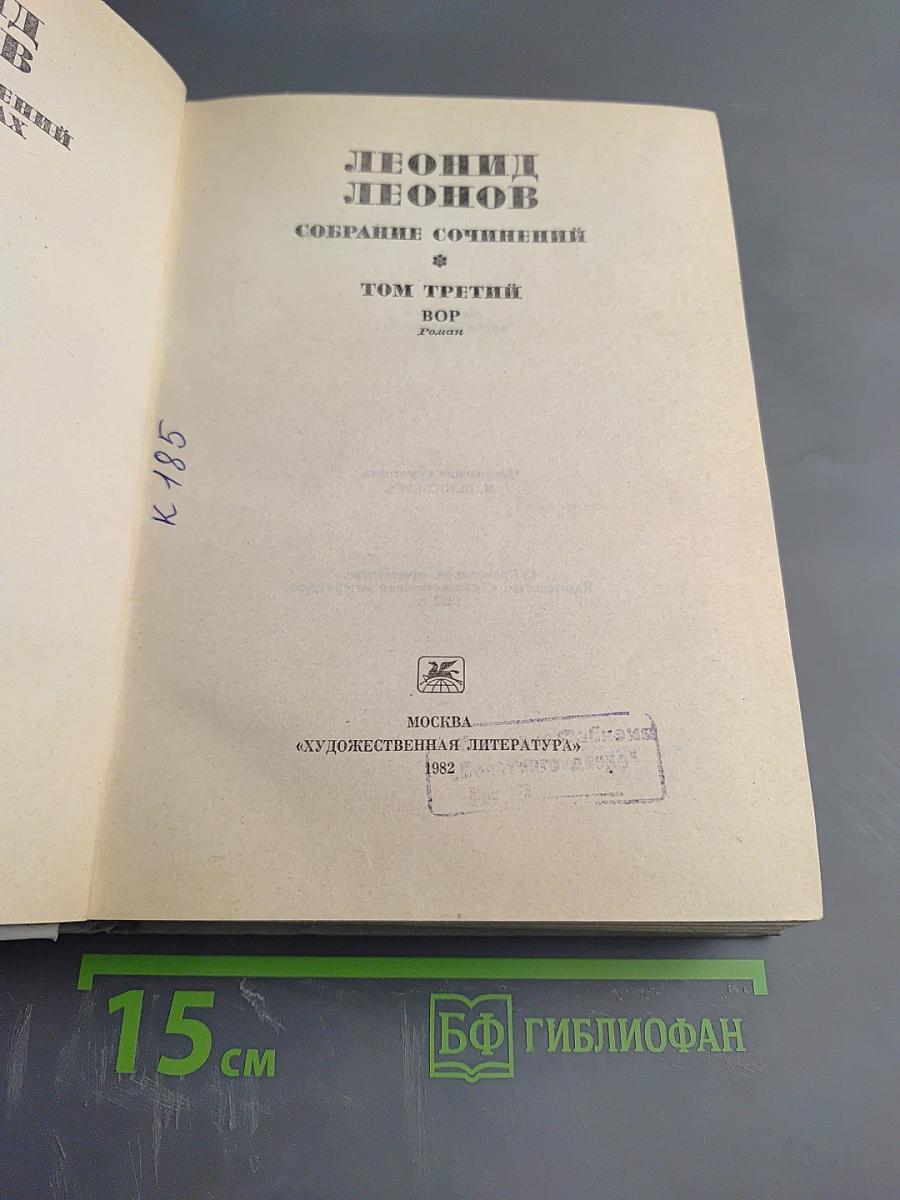 ЛЕОНИД
ЛЕОНОВ
СОБРАНИЕ СОЧИНЕНИЙ
ТОМ ТРЕТИЙ
ВОР
Роман
К 185
МОСКВА
«ХУДОЖЕСТВЕННАЯ ЛИТЕРАТУРА»
1982
15 см
БФ ГИБЛИОФАН